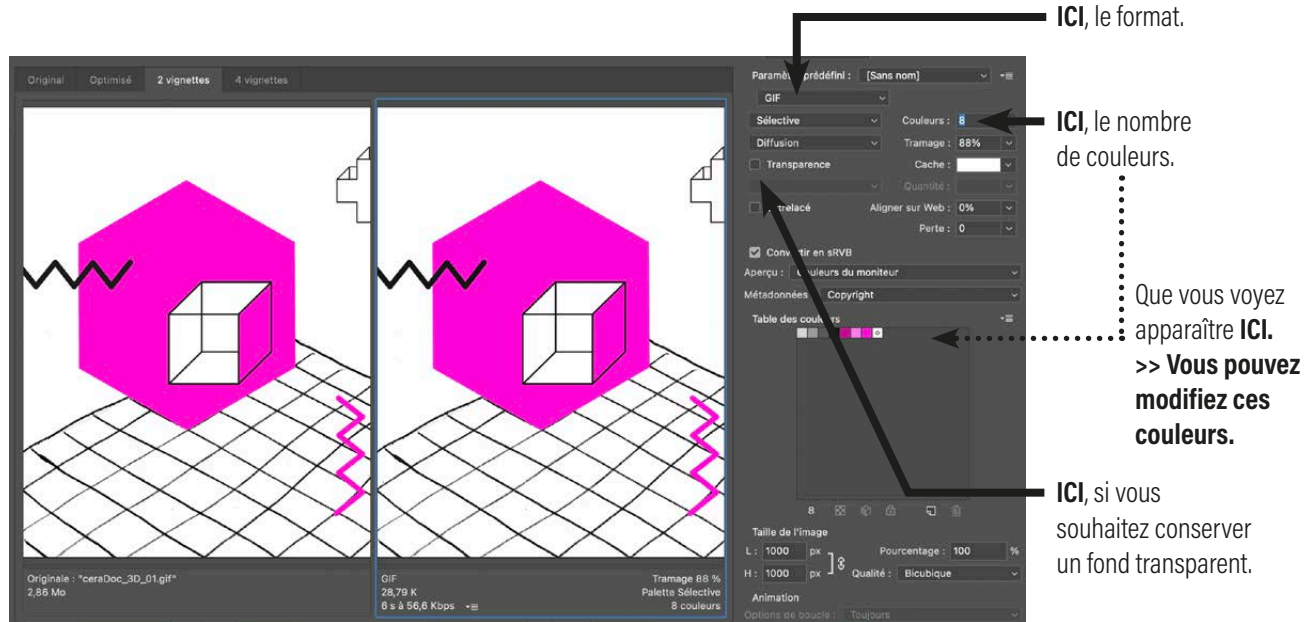 ICI, le format.
Original Optimisé 2 vignettes 4 vignettes
Paramètre prédéfini : [Sans nom]
GIF
Sélective Couleurs : 8
ICI, le nombre
de couleurs.
Diffusion Tramage : 88%
Transparence Cache :
Quantité :
Aligner sur Web : 0%
Perte : 0
Convertir en sRVB
Aperçu : Couleurs du moniteur
Métadonnées Copyright
Table des couleurs
Que vous voyez
apparaître ICI.
>> Vous pouvez
modifiez ces
couleurs.
ICI, si vous
souhaitez conserver
un fond transparent.
8
Taille de l'image
L : 1000 px Pourcentage : 100 %
H : 1000 px Qualité : Bicubique
Animation
Options de boucle : Toujours
Originale : "ceraDoc_3D_01.gif"
2,86 Mo
GIF
28,79 K
6 s à 56,6 Kbps
Tramage 88 %
Palette Sélective
8 couleurs